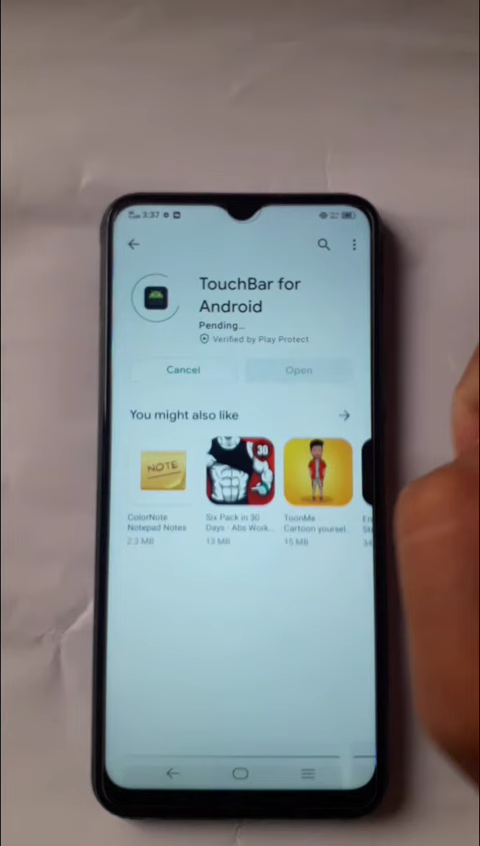 3:37
TouchBar for
Android
Pending...
Verified by Play Protect
Cancel
Open
You might also like
NOTE
30
ColorNote
Notepad Notes
2.3 MB
Six Pack in 30
Days - Abs Work...
13 MB
ToonMe
Cartoon yoursel..
15 MB